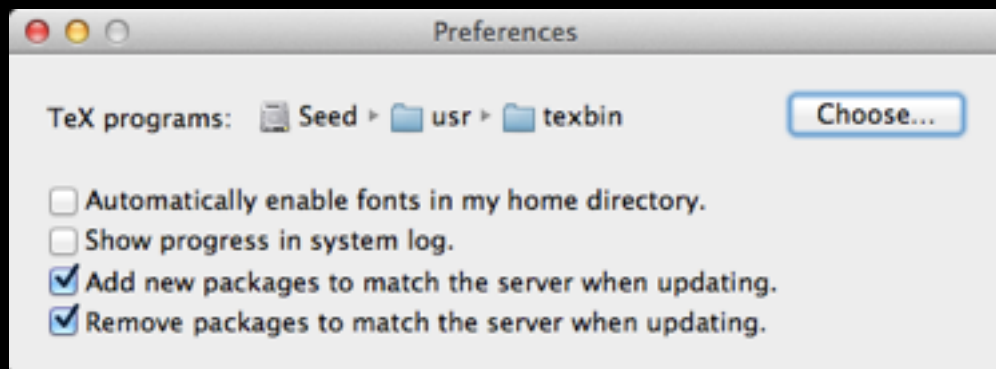 Preferences
TeX programs: Seed ▸ usr ▸ texbin Choose...
Automatically enable fonts in my home directory.
Show progress in system log.
Add new packages to match the server when updating.
Remove packages to match the server when updating.